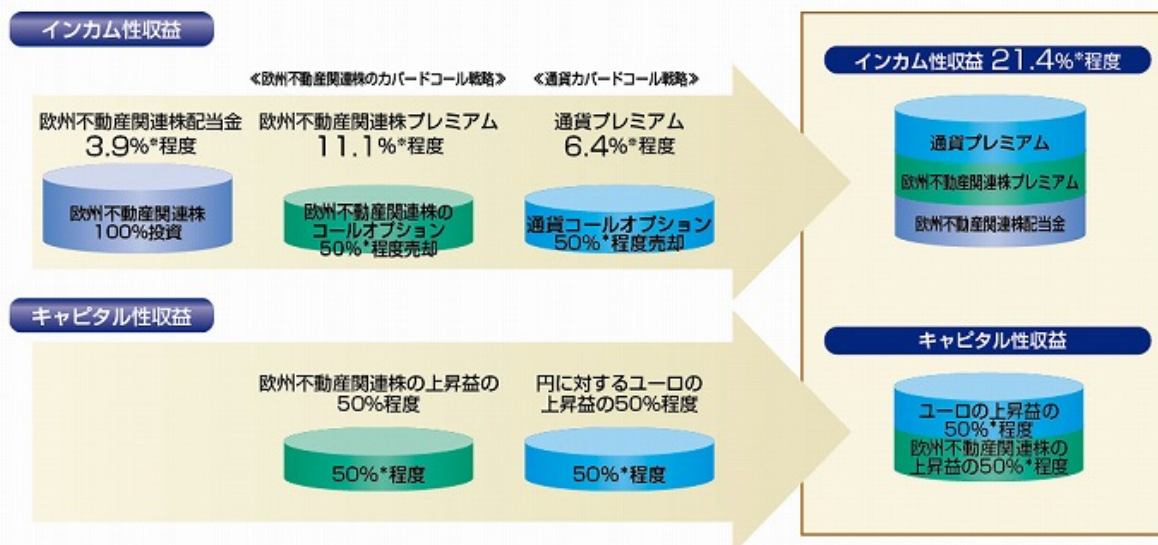 インカム性収益
≪欧州不動産関連株のカバードコール戦略≫
≪通貨カバードコール戦略≫
欧州不動産関連株配当金
3.9%*程度
欧州不動産関連株プレミアム
11.1%*程度
通貨プレミアム
6.4%*程度
欧州不動産関連株
100%投資
欧州不動産関連株の
コールオプション
50%*程度売却
通貨コールオプション
50%*程度売却
インカム性収益 21.4%*程度
通貨プレミアム
欧州不動産関連株プレミアム
欧州不動産関連株配当金
キャピタル性収益
欧州不動産関連株の上昇益の
50%程度
円に対するユーロの
上昇益の50%程度
50%*程度
50%*程度
キャピタル性収益
ユーロの上昇益の
50%*程度
欧州不動産関連株の
上昇益の50%*程度